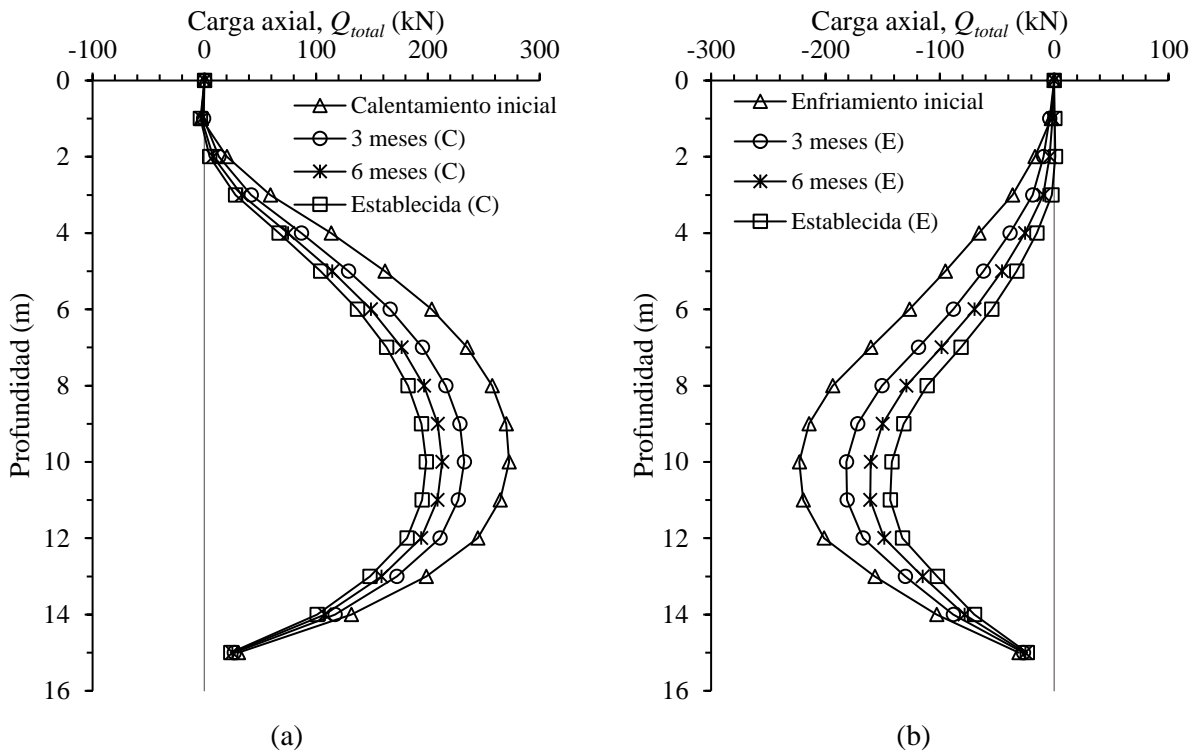 Carga axial, Q_total (kN)
-100 0 100 200 300
0
2
4
6
8
10
12
14
16
Profundidad (m)
Calentamiento inicial
3 meses (C)
6 meses (C)
Establecida (C)
(a)
Carga axial, Q_total (kN)
-300 -200 -100 0 100
0
2
4
6
8
10
12
14
16
Profundidad (m)
Enfriamiento inicial
3 meses (E)
6 meses (E)
Establecida (E)
(b)